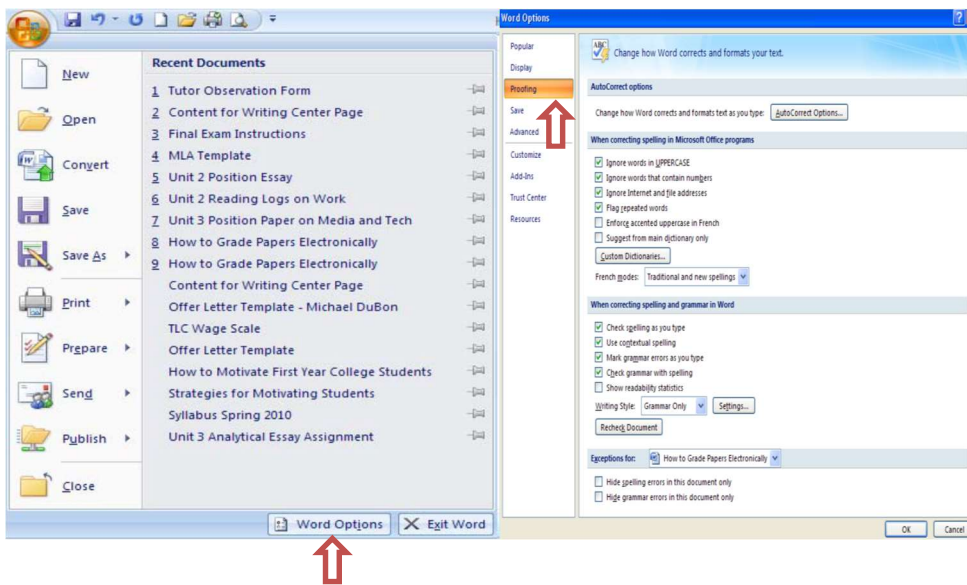 New
Open
Convert
Save
Save As
Print
Prepare
Send
Publish
Close
Recent Documents
1 Tutor Observation Form
2 Content for Writing Center Page
3 Final Exam Instructions
4 MLA Template
5 Unit 2 Position Essay
6 Unit 2 Reading Logs on Work
7 Unit 3 Position Paper on Media and Tech
8 How to Grade Papers Electronically
9 How to Grade Papers Electronically
Content for Writing Center Page
Offer Letter Template - Michael DuBon
TLC Wage Scale
Offer Letter Template
How to Motivate First Year College Students
Strategies for Motivating Students
Syllabus Spring 2010
Unit 3 Analytical Essay Assignment
Word Options
Exit Word
Word Options
Popular
Display
Proofing
Save
Advanced
Customize
Add-Ins
Trust Center
Resources
ABC
Change how Word corrects and formats your text.
AutoCorrect options
Change how Word corrects and formats text as you type: AutoCorrect Options...
When correcting spelling in Microsoft Office programs
Ignore words in UPPERCASE
Ignore words that contain numbers
Ignore Internet and file addresses
Flag repeated words
Enforce accented uppercase in French
Suggest from main dictionary only
Custom Dictionaries...
French modes: Traditional and new spellings
When correcting spelling and grammar in Word
Check spelling as you type
Use contextual spelling
Mark grammar errors as you type
Check grammar with spelling
Show readability statistics
Writing Style: Grammar Only Settings...
Recheck Document
Exceptions for: How to Grade Papers Electronically
Hide spelling errors in this document only
Hide grammar errors in this document only
OK
Cancel